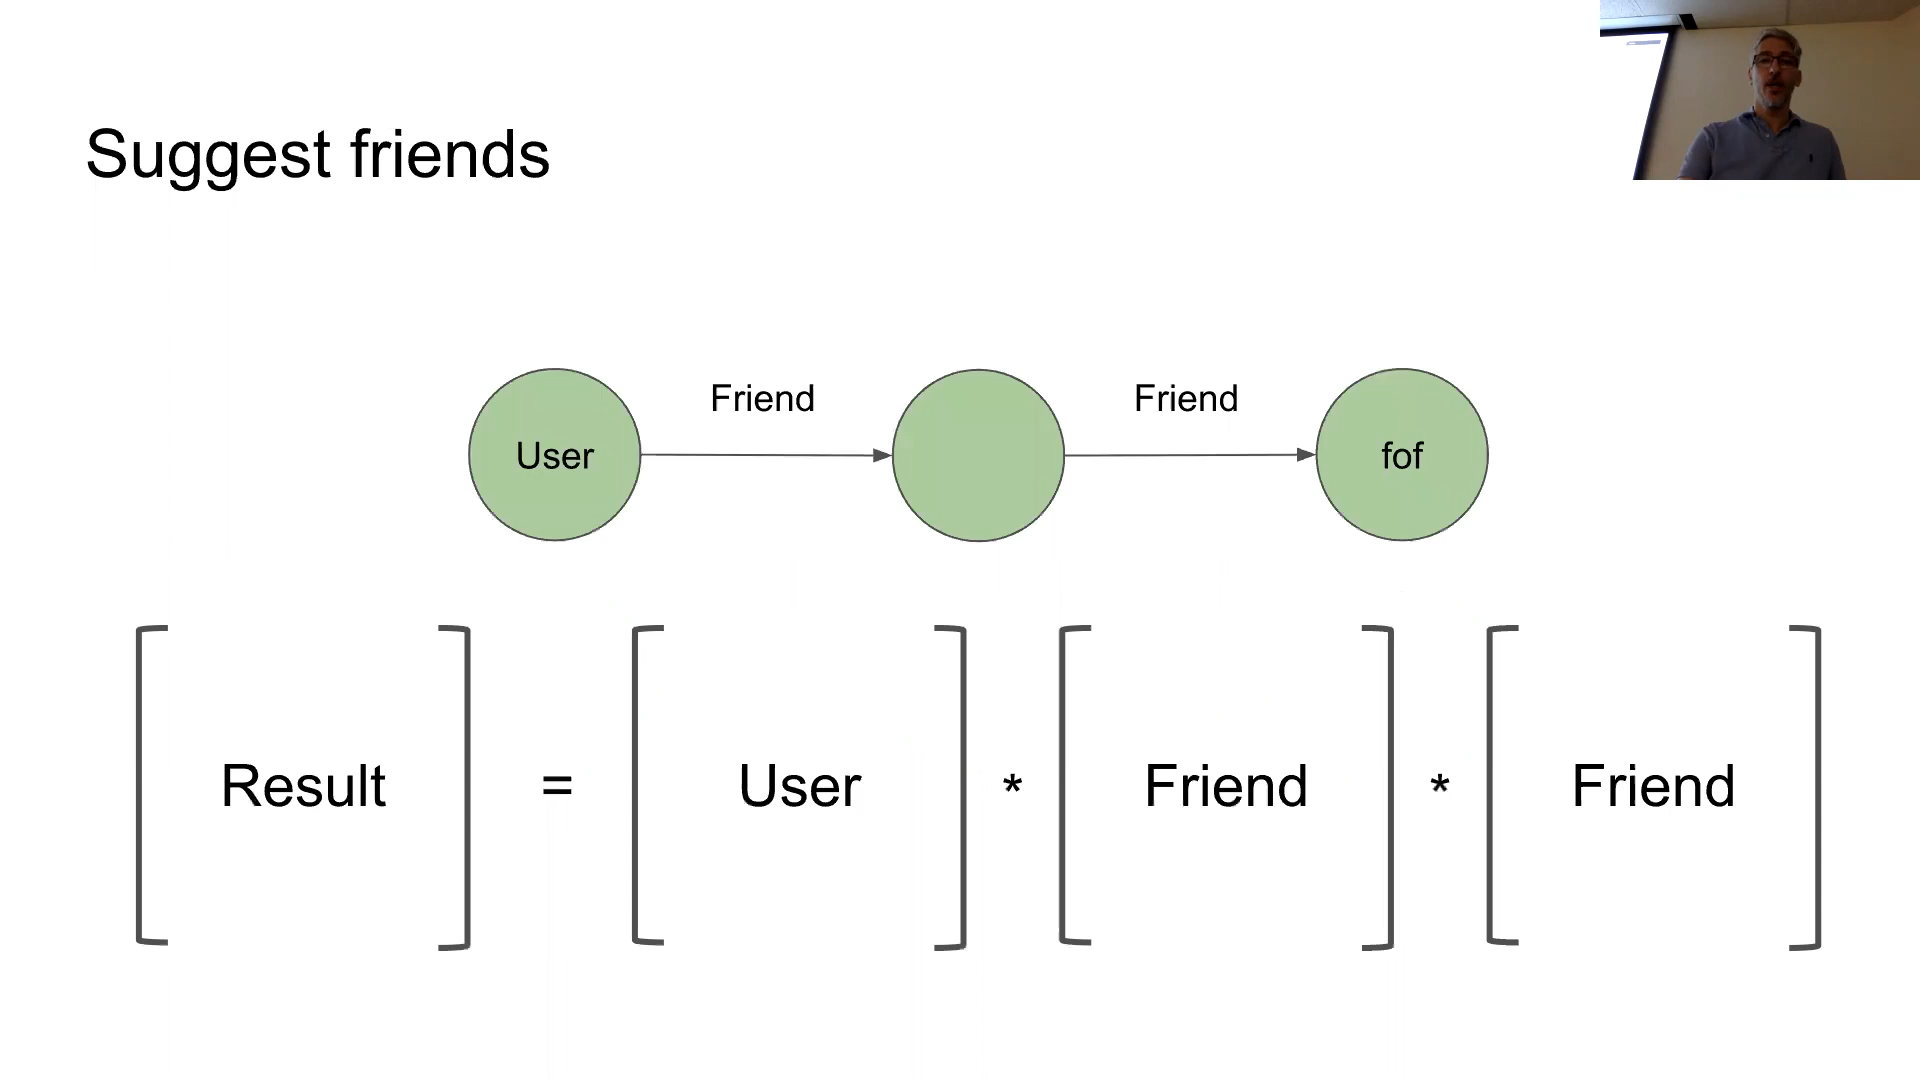 Suggest friends
Friend
Friend
User
fof
Result = User * Friend * Friend